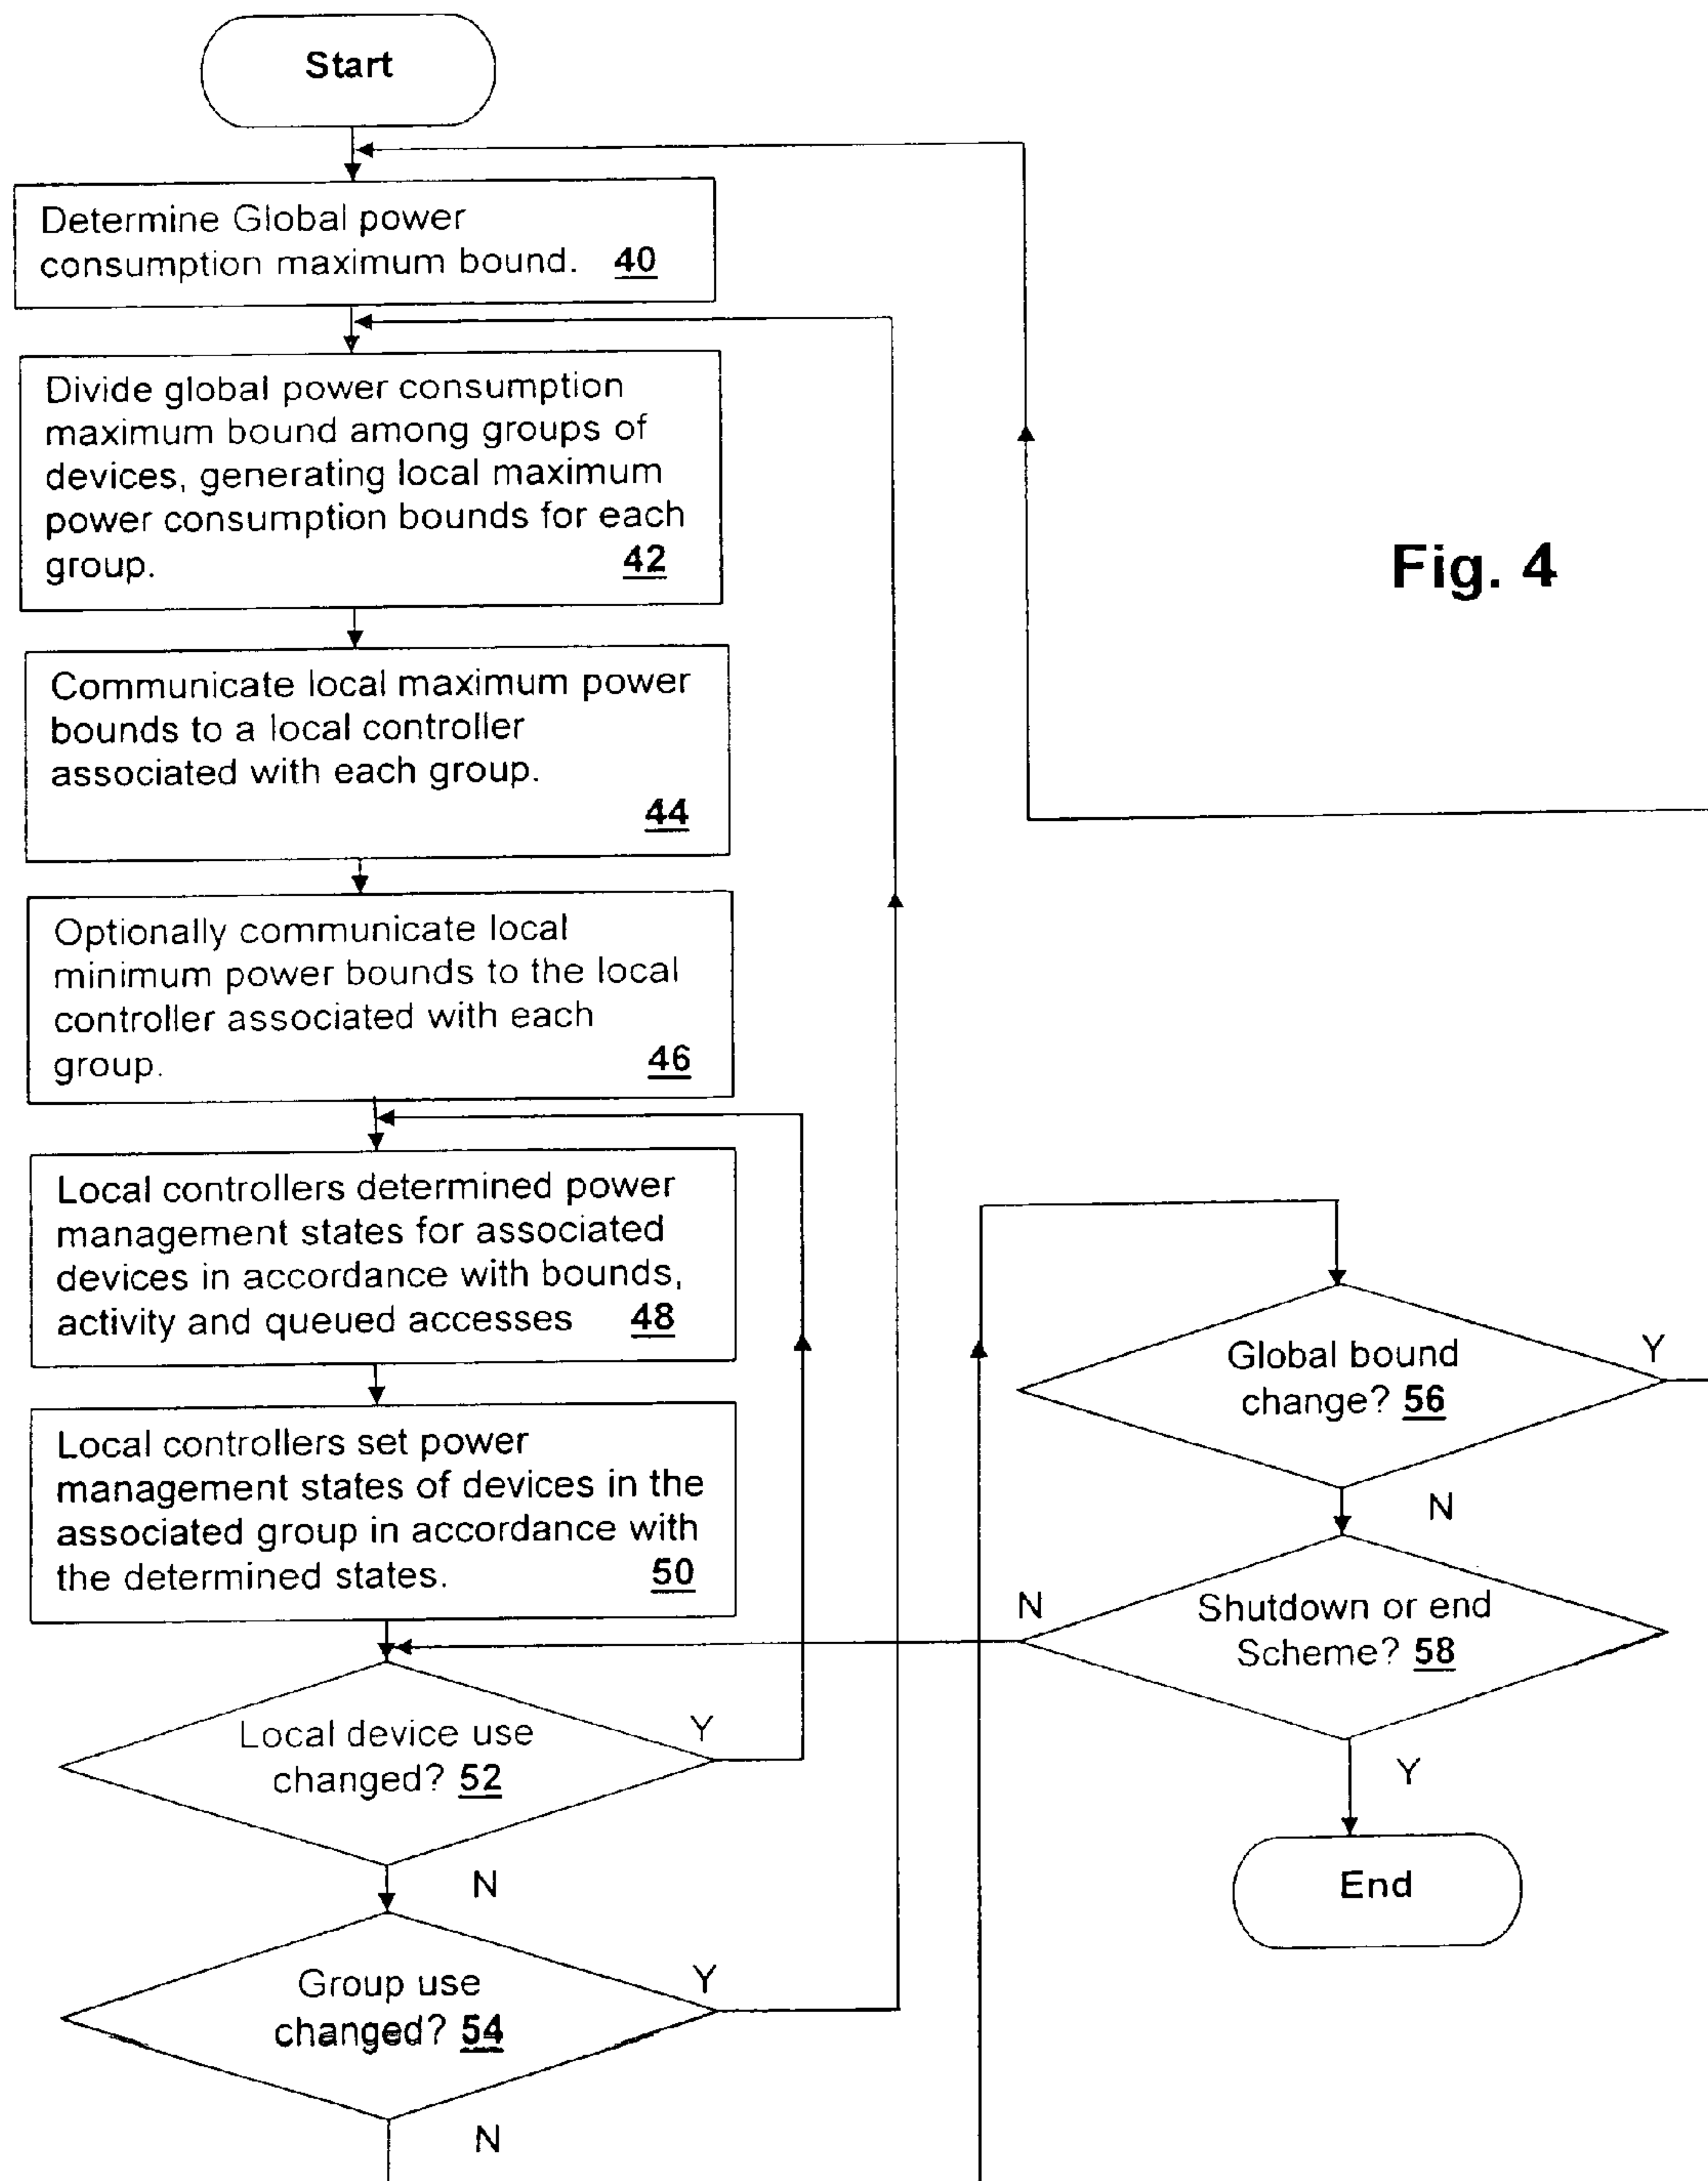 Start
Determine Global power
consumption maximum bound. 40
Divide global power consumption
maximum bound among groups of
devices, generating local maximum
power consumption bounds for each
group. 42
Fig. 4
Communicate local maximum power
bounds to a local controller
associated with each group.
44
Optionally communicate local
minimum power bounds to the local
controller associated with each
group. 46
Local controllers determined power
management states for associated
devices in accordance with bounds,
activity and queued accesses 48
Local controllers set power
management states of devices in the
associated group in accordance with
the determined states. 50
Local device use
changed? 52
Y
N
Group use
changed? 54
Y
N
Global bound
change? 56
Y
N
Shutdown or end
Scheme? 58
N
Y
End